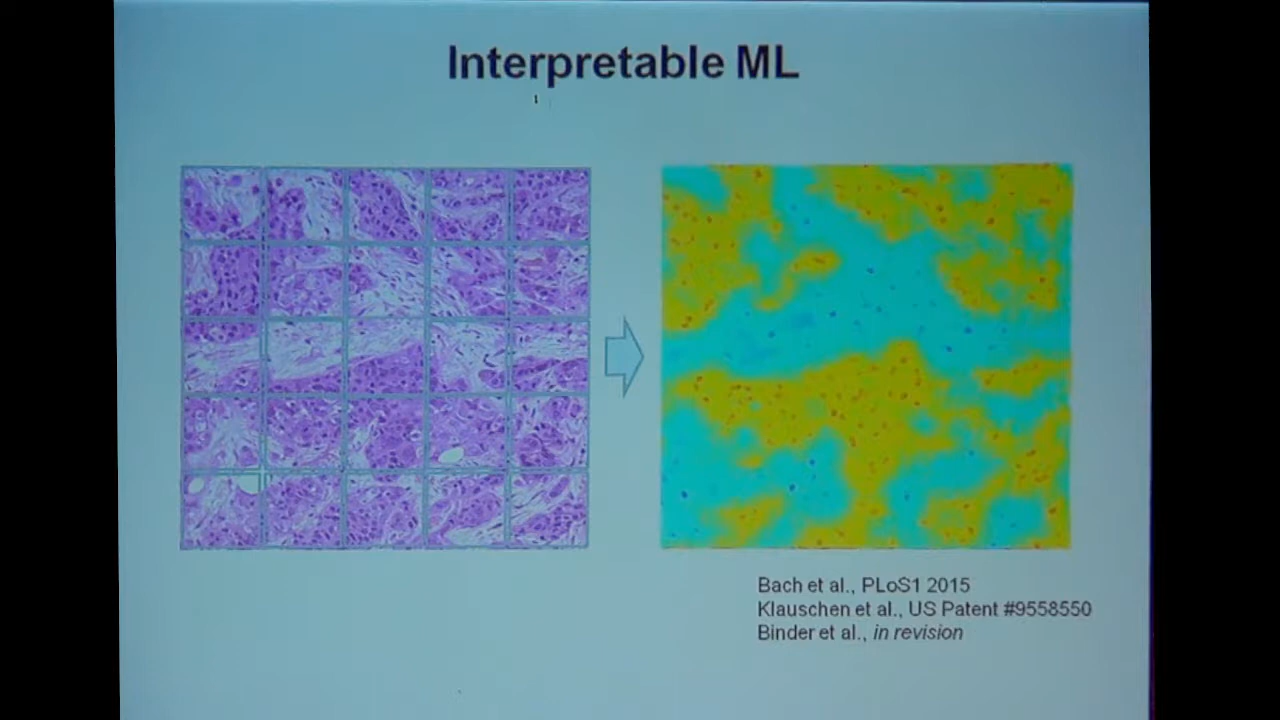 Interpretable ML
Bach et al., PLoS1 2015
Klauschen et al., US Patent #9558550
Binder et al., in revision